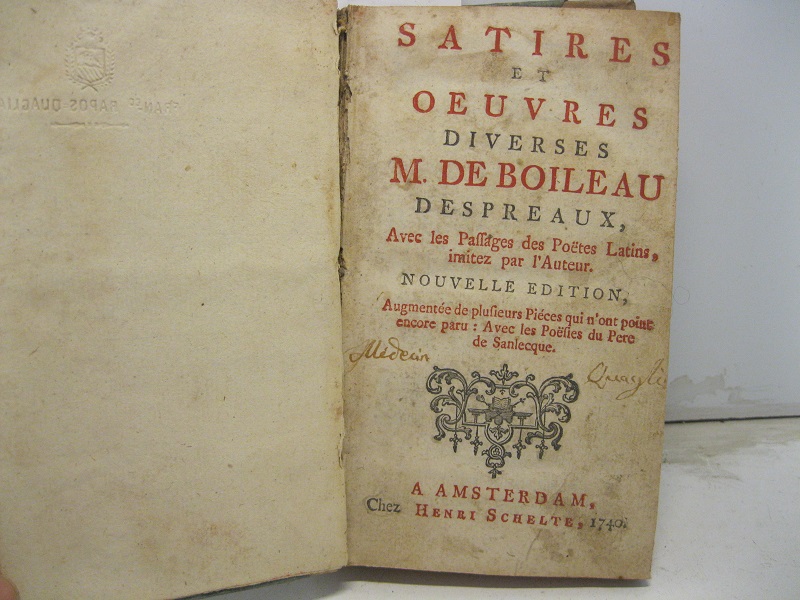 SATIRES
ET
OEUVRES
DIVERSES
M. DE BOILEAU
DESPREAUX,
Avec les Paſſages des Poëtes Latins,
imitez par l'Auteur.
NOUVELLE EDITION,
Augmentée de pluſieurs Piéces qui n'ont point
encore paru : Avec les Poëſies du Pere
de Sanlecque.
Médecin
A AMSTERDAM,
Chez HENRI SCHELTE, 1740.